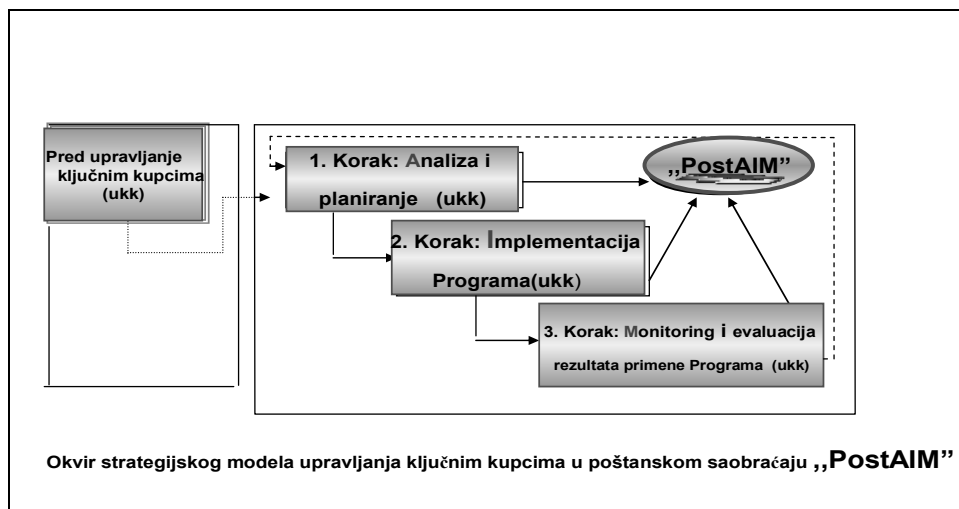 Pred upravljanje
ključnim kupcima
(ukk)
1. Korak: Analiza i
planiranje (ukk)
,,PostAIM”
2. Korak: Implementacija
Programa(ukk)
3. Korak: Monitoring i evaluacija
rezultata primene Programa (ukk)
Okvir strategijskog modela upravljanja ključnim kupcima u poštanskom saobraćaju ,,PostAIM”